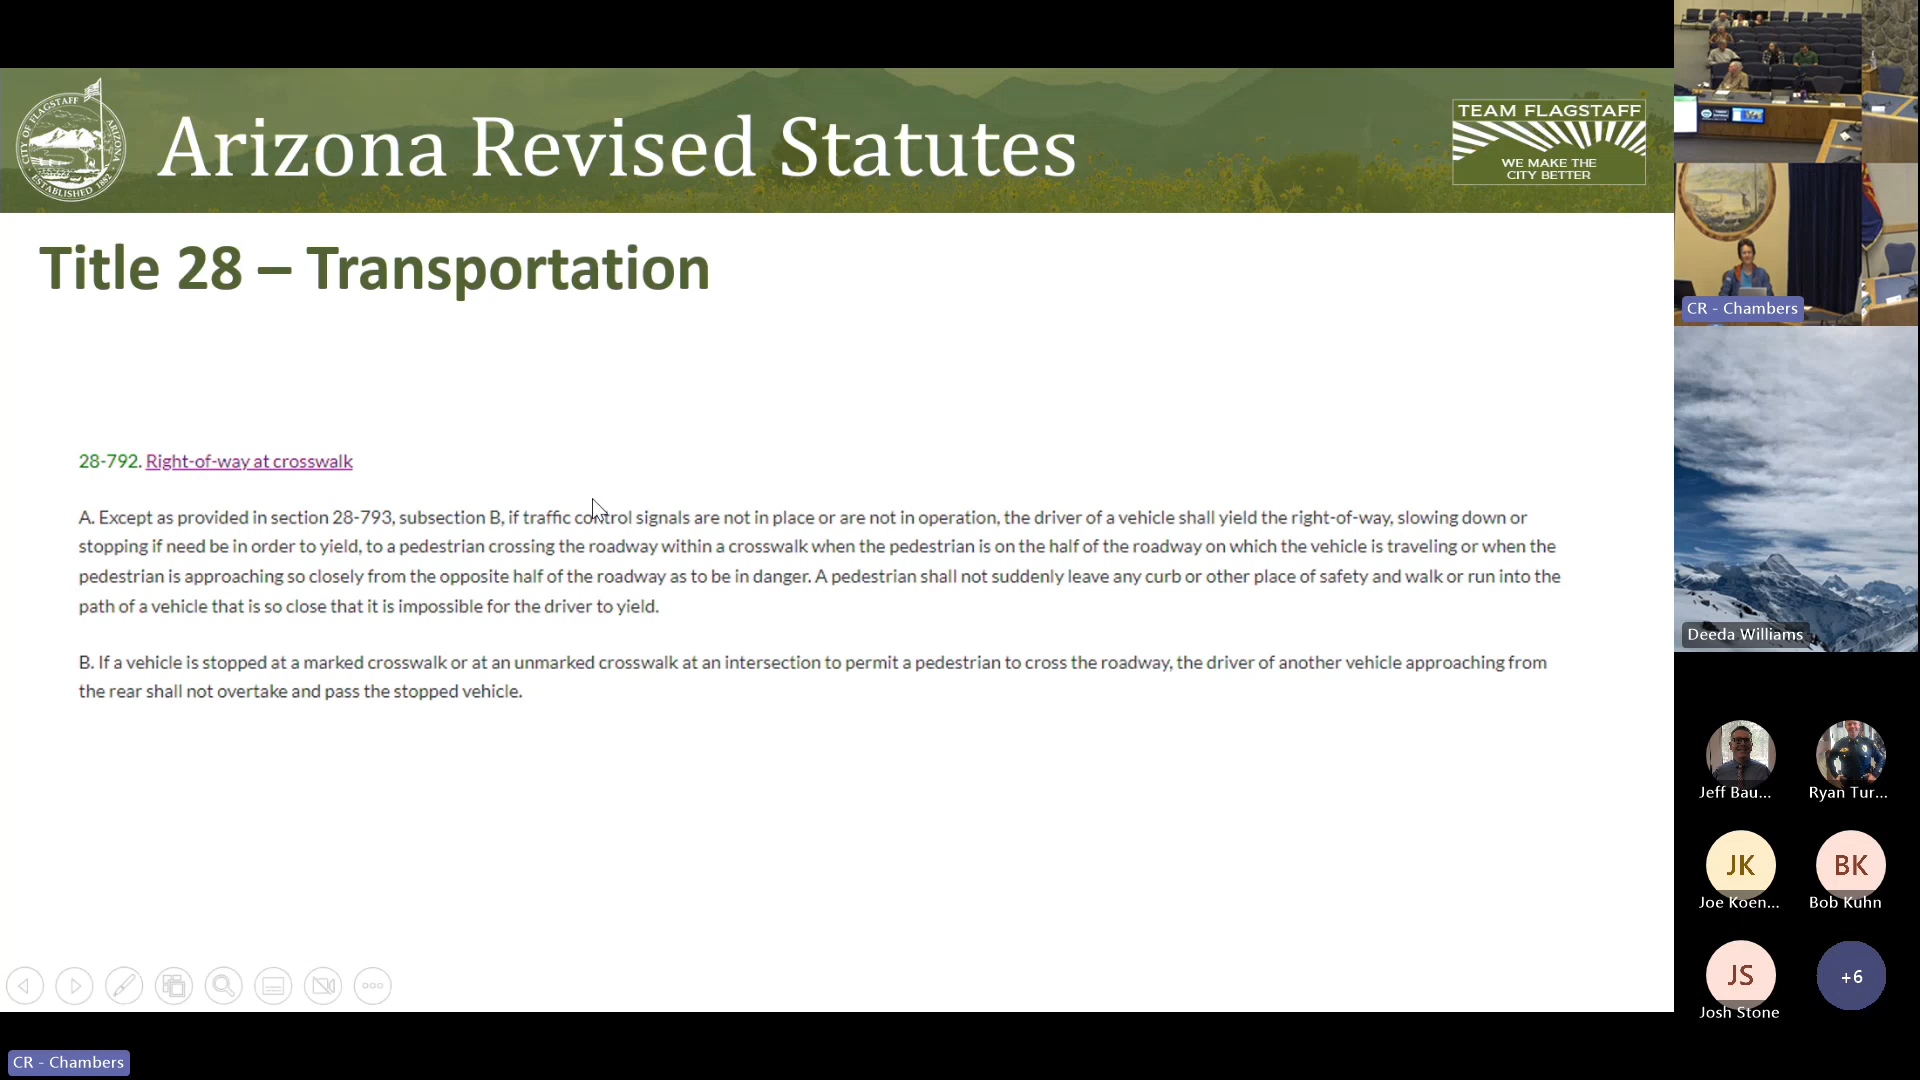 CITY OF FLAGSTAFF
ARIZONA
ESTABLISHED 1882
Arizona Revised Statutes
TEAM FLAGSTAFF
WE MAKE THE
CITY BETTER
Title 28 – Transportation
28-792. Right-of-way at crosswalk
A. Except as provided in section 28-793, subsection B, if traffic control signals are not in place or are not in operation, the driver of a vehicle shall yield the right-of-way, slowing down or
stopping if need be in order to yield, to a pedestrian crossing the roadway within a crosswalk when the pedestrian is on the half of the roadway on which the vehicle is traveling or when the
pedestrian is approaching so closely from the opposite half of the roadway as to be in danger. A pedestrian shall not suddenly leave any curb or other place of safety and walk or run into the
path of a vehicle that is so close that it is impossible for the driver to yield.
B. If a vehicle is stopped at a marked crosswalk or at an unmarked crosswalk at an intersection to permit a pedestrian to cross the roadway, the driver of another vehicle approaching from
the rear shall not overtake and pass the stopped vehicle.
CR - Chambers
CR - Chambers
Deeda Williams
Jeff Bau...
Ryan Tur...
JK
Joe Koen...
BK
Bob Kuhn
JS
Josh Stone
+6